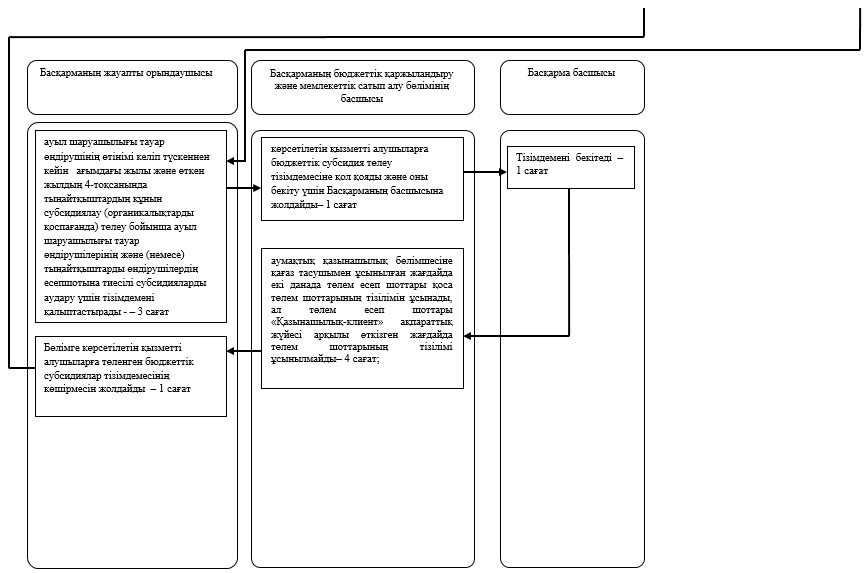 Басқарманың жауапты орындаушысы
Басқарманың бюджеттік қаржыландыру
және мемлекеттік сатып алу бөлімінің
басшысы
Басқарма басшысы
ауыл шаруашылығы тауар
өндірушінің өтінімі келіп түскеннен
кейін ағымдағы жылы және өткен
жылдың 4-тоқсанында
тыңайтқыштардың құнын
субсидиялау (органикалықтарды
қоспағанда) төлеу бойынша ауыл
шаруашылығы тауар
өндірушілерінің және (немесе)
тыңайтқыштарды өндірушілердің
есепшотына тиесілі субсидияларды
аудару үшін тізімдемені
қалыптастырады - – 3 сағат
көрсетілетін қызметті алушыларға
бюджеттік субсидия төлеу
тізімдемесіне қол қояды және оны
бекіту үшін Басқарманың басшысына
жолдайды– 1 сағат
Тізімдемені бекітеді –
1 сағат
аумақтық қазынашылық бөлімшесіне
қағаз тасушымен ұсынылған жағдайда
екі данада төлем есеп шоттары қоса
төлем шоттарының тізілімін ұсынады,
ал төлем есеп шоттары
«Қазынашылық-клиент» ақпараттық
жүйесі арқылы өткізген жағдайда
төлем шоттарының тізілімі
ұсынылмайды– 4 сағат;
Бөлімге көрсетілетін қызметті
алушыларға төленген бюджеттік
субсидиялар тізімдемесінің
көшірмесін жолдайды – 1 сағат